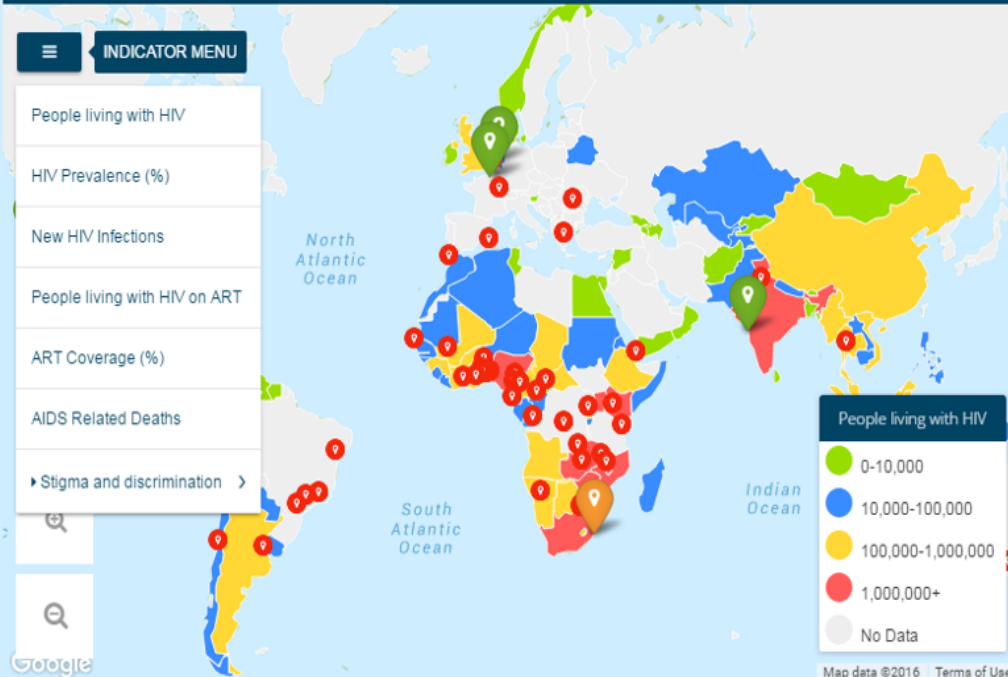 INDICATOR MENU
People living with HIV
HIV Prevalence (%)
New HIV Infections
People living with HIV on ART
ART Coverage (%)
AIDS Related Deaths
Stigma and discrimination
North
Atlantic
Ocean
South
Atlantic
Ocean
Indian
Ocean
People living with HIV
0-10,000
10,000-100,000
100,000-1,000,000
1,000,000+
No Data
Google
Map data ©2016
Terms of Use